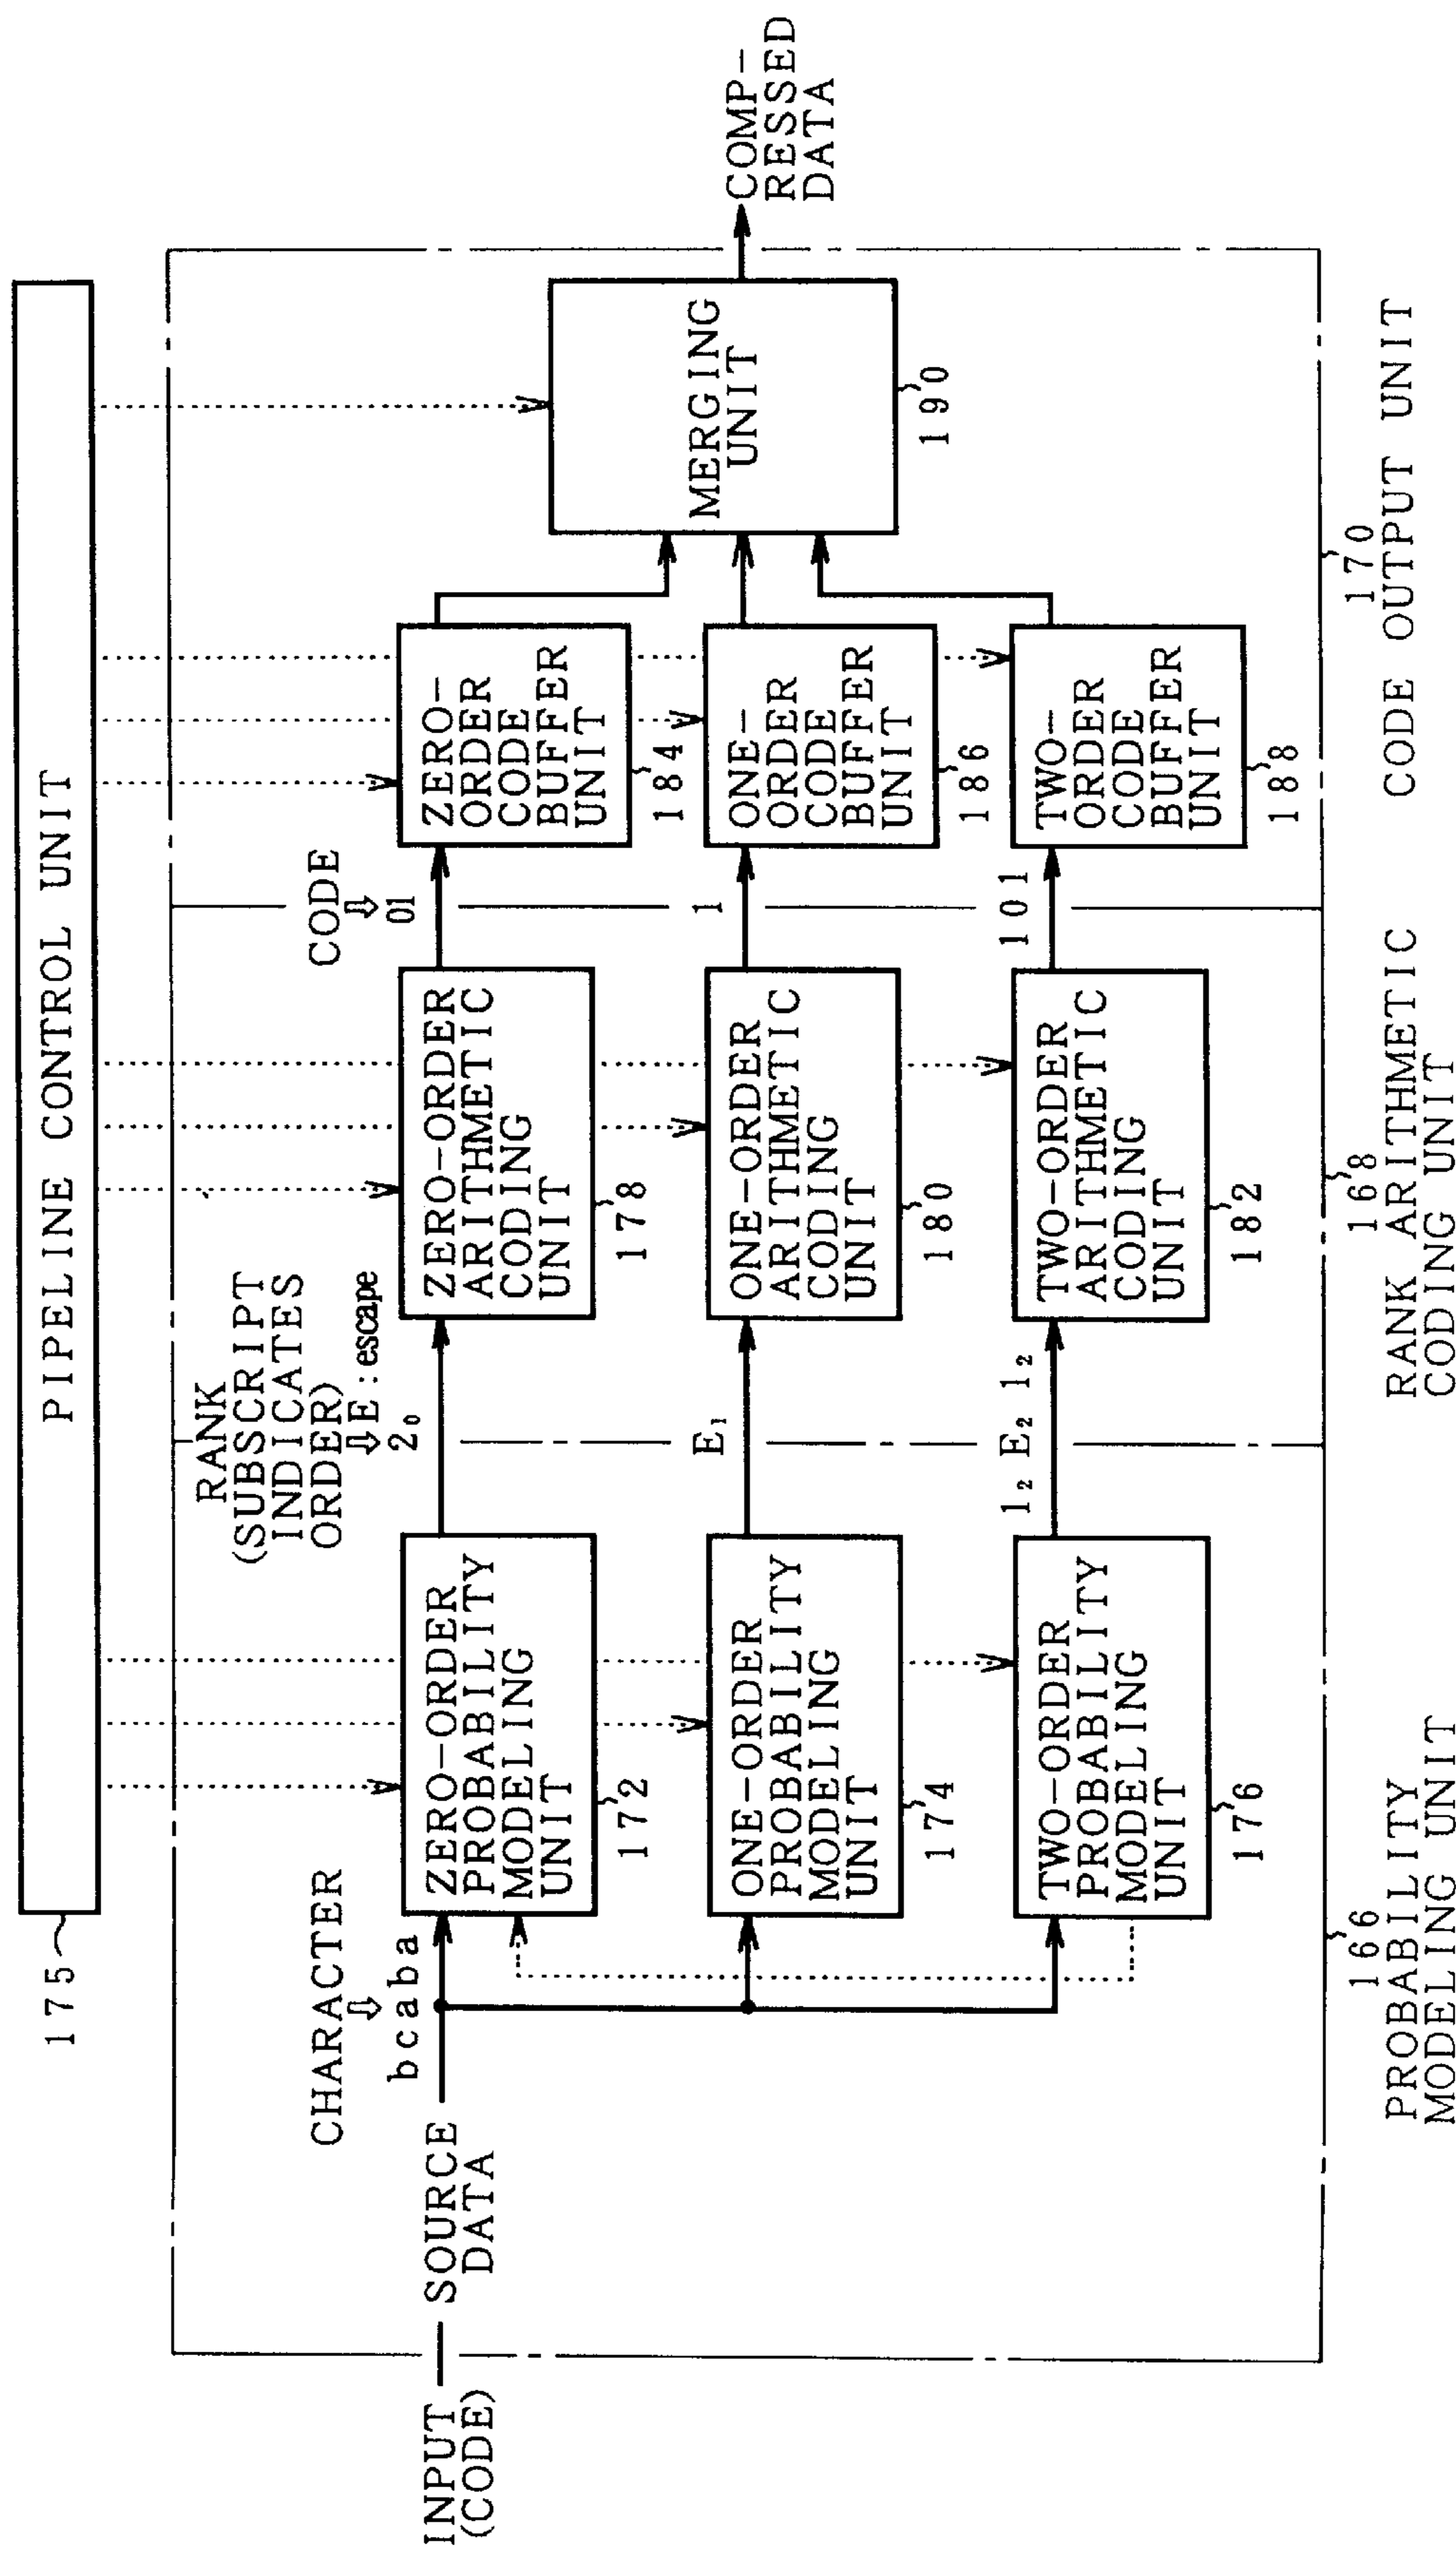 175
PIPELINE CONTROL UNIT
INPUT
(CODE)
SOURCE
DATA
CHARACTER
⇩
bcaba
ZERO-ORDER
PROBABILITY
MODELING
UNIT
172
ONE-ORDER
PROBABILITY
MODELING
UNIT
174
TWO-ORDER
PROBABILITY
MODELING
UNIT
176
166
PROBABILITY
MODELING UNIT
RANK
(SUBSCRIPT
INDICATES
ORDER)
⇩E : escape
2₀
E₁
1₂ E₂ 1₂
ZERO-ORDER
ARITHMETIC
CODING
UNIT
178
ONE-ORDER
ARITHMETIC
CODING
UNIT
180
TWO-ORDER
ARITHMETIC
CODING
UNIT
182
168
RANK ARITHMETIC
CODING UNIT
CODE
⇩
01
1
101
ZERO-
ORDER
CODE
BUFFER
UNIT
184
ONE-
ORDER
CODE
BUFFER
UNIT
186
TWO-
ORDER
CODE
BUFFER
UNIT
188
MERGING
UNIT
190
170
CODE OUTPUT UNIT
COMP-
RESSED
DATA